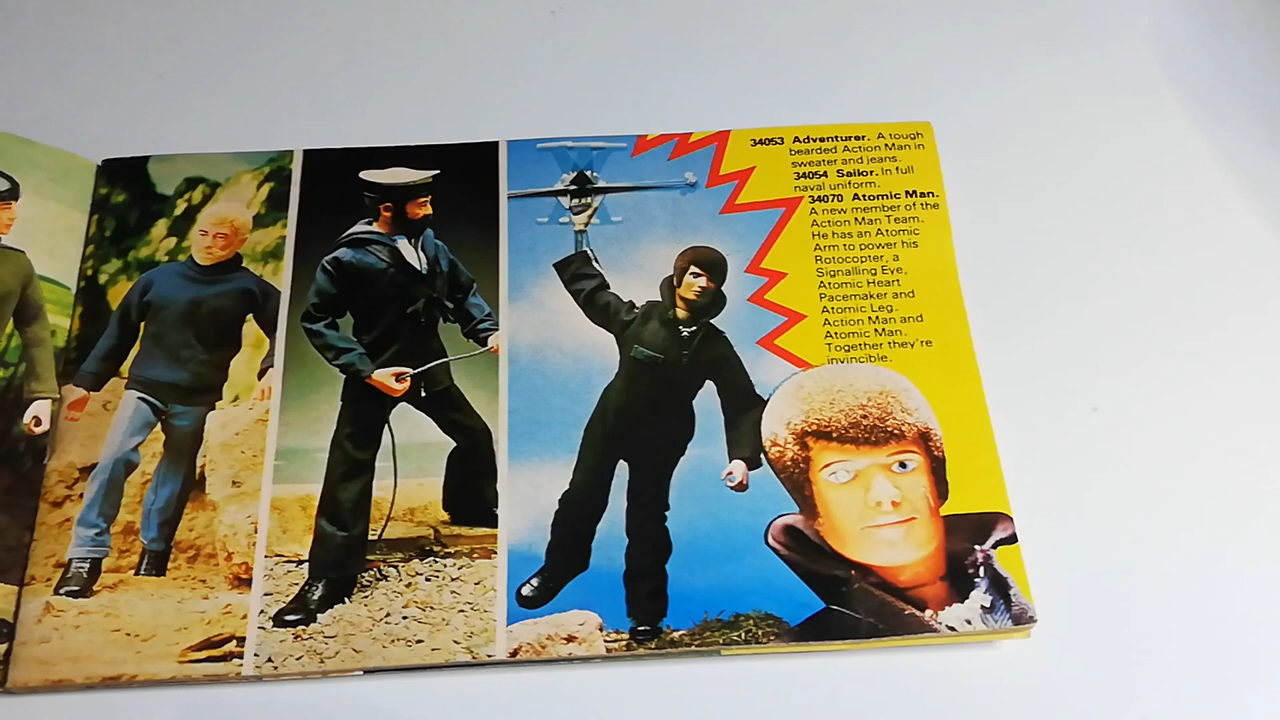 34053 Adventurer. A tough
bearded Action Man in
sweater and jeans.
34054 Sailor. In full
naval uniform.
34070 Atomic Man.
A new member of the
Action Man Team.
He has an Atomic
Arm to power his
Rotocopter, a
Signalling Eye,
Atomic Heart
Pacemaker and
Atomic Leg.
Action Man and
Atomic Man.
Together they're
invincible.